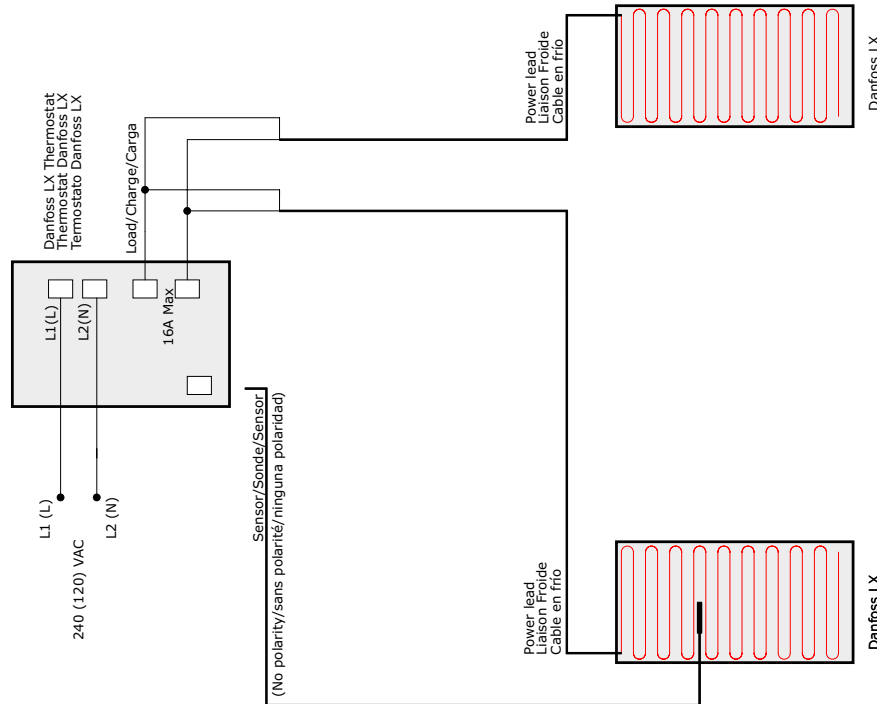 Danfoss LX Thermostat
Thermostat Danfoss LX
Termostato Danfoss LX
Load/Charge/Carga
L1(L)
L2(N)
16A Max
L1 (L)
L2 (N)
240 (120) VAC
Sensor/Sonde/Sensor
(No polarity/sans polarité/ninguna polaridad)
Power lead
Liaison Froide
Cable en frío
Danfoss LX
Power lead
Liaison Froide
Cable en frío
Danfoss LX